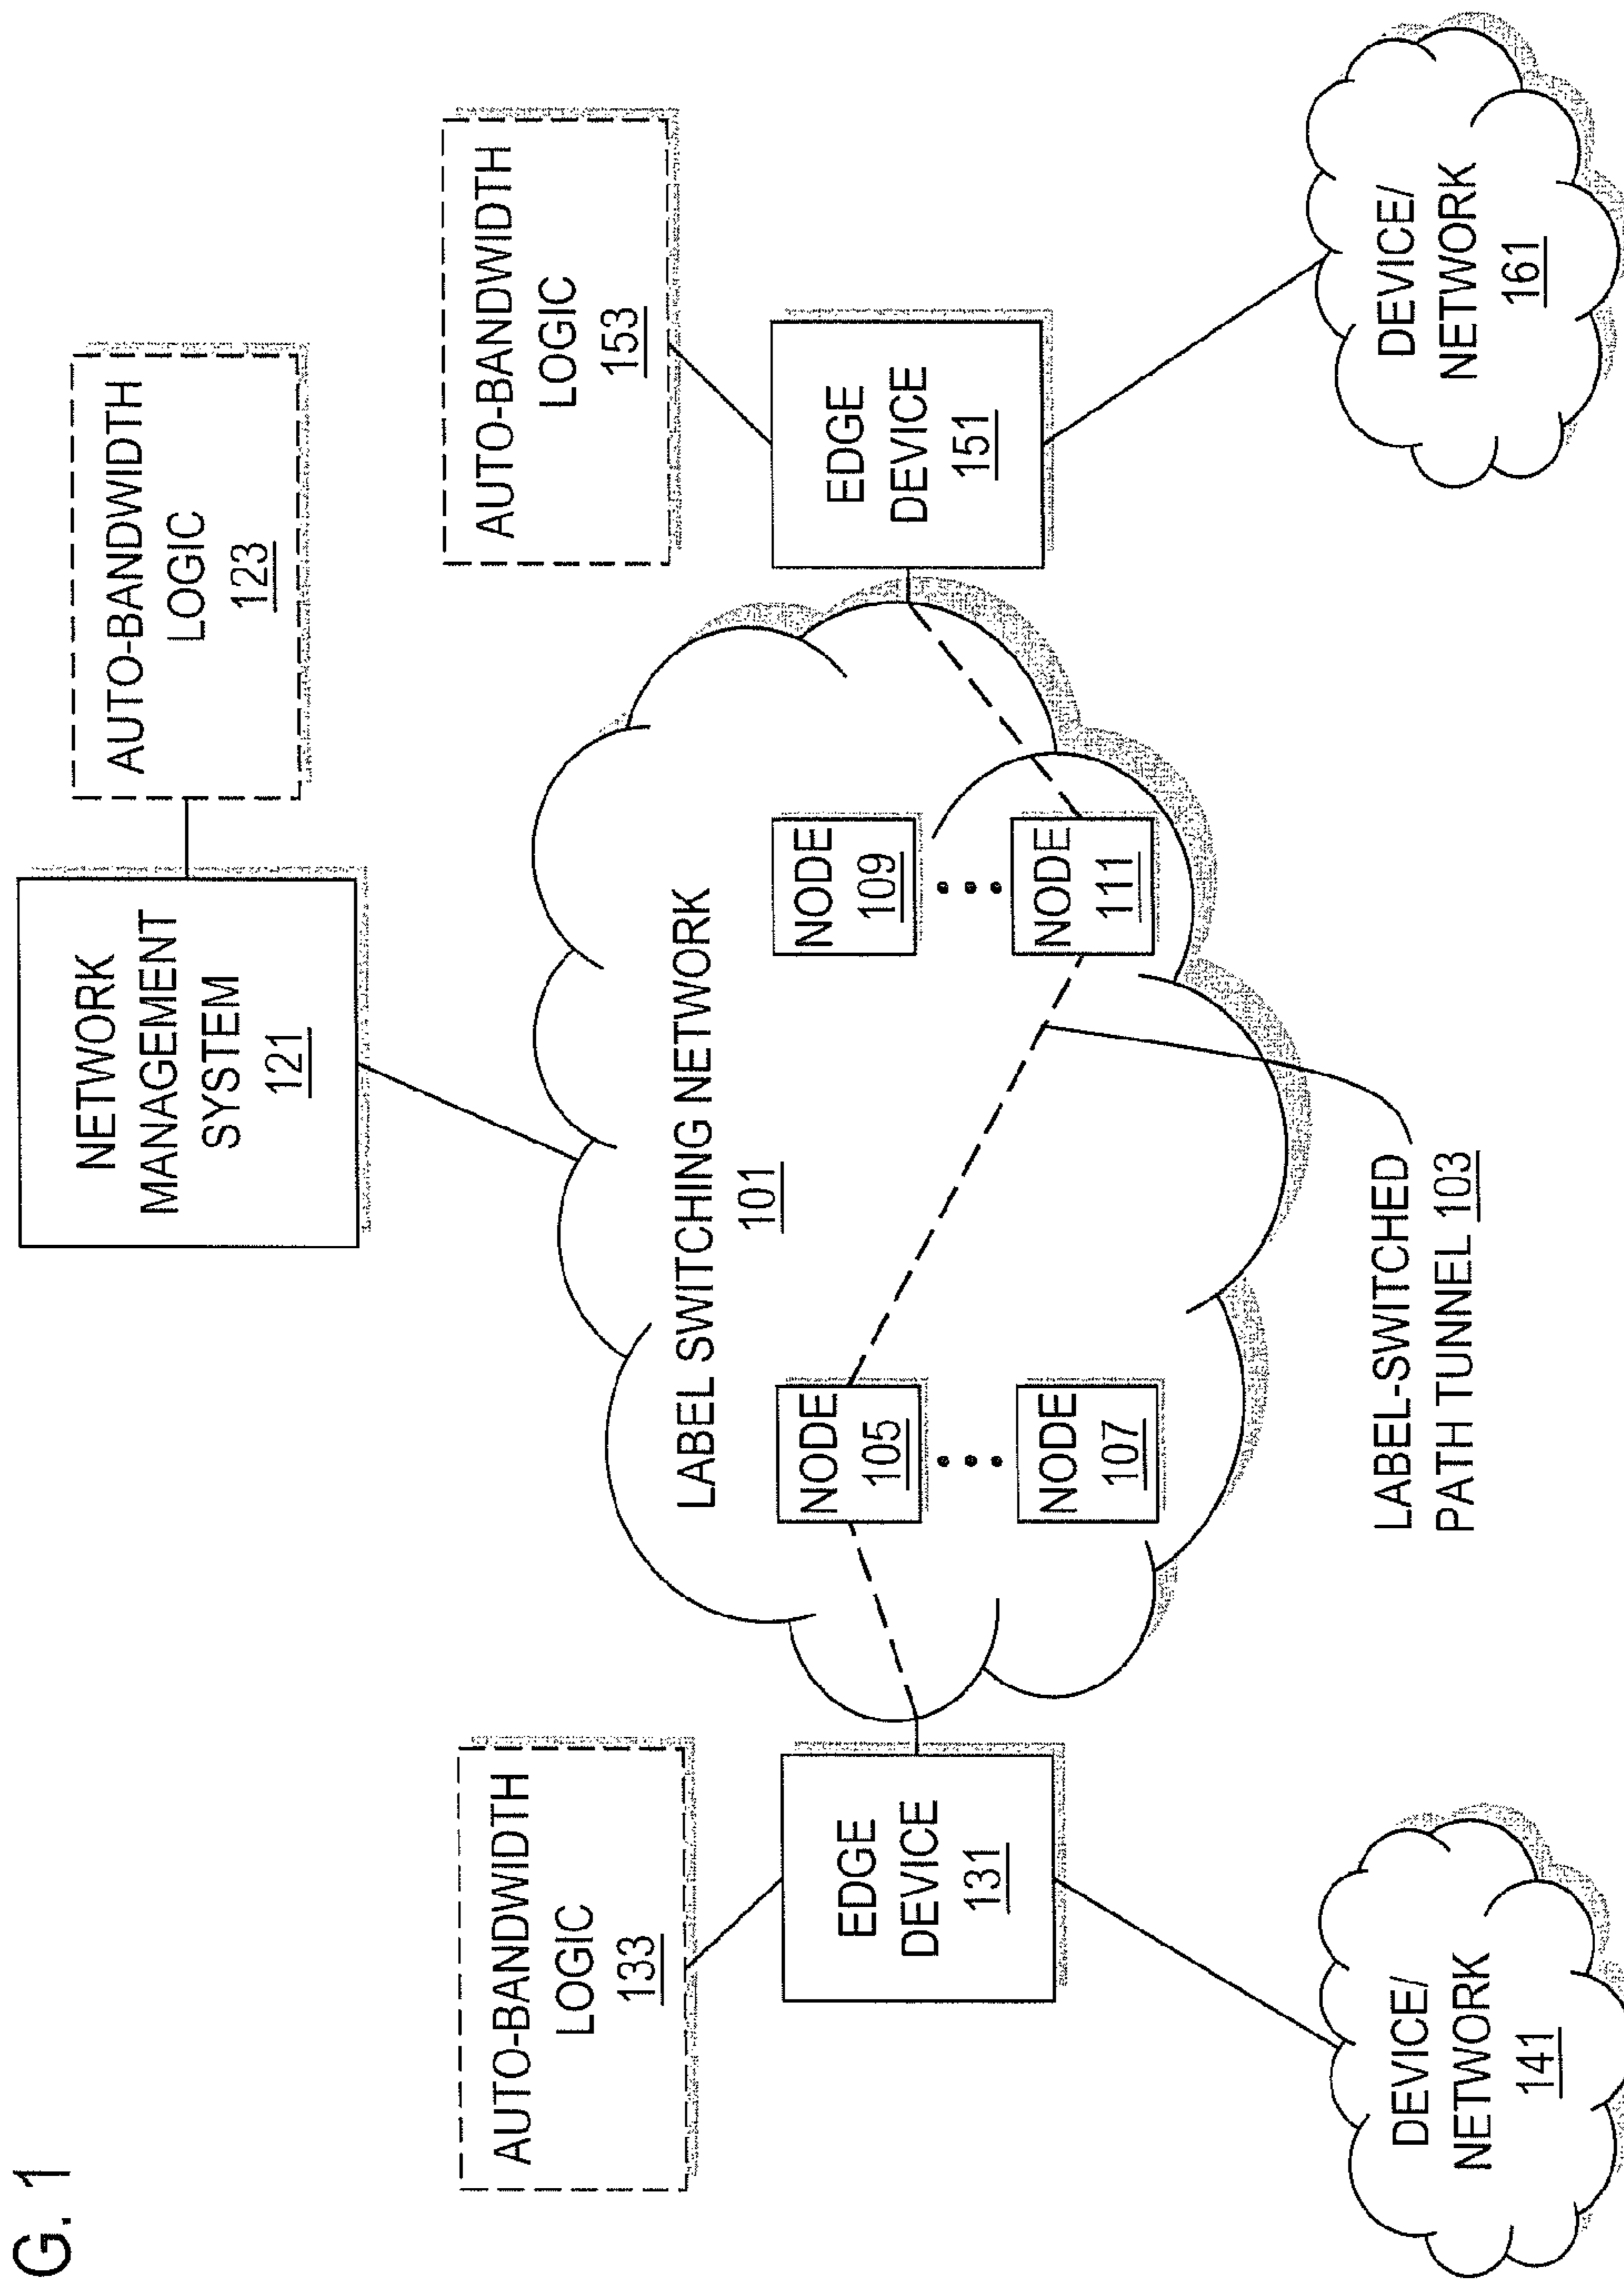 G. 1
NETWORK
MANAGEMENT
SYSTEM
121
AUTO-BANDWIDTH
LOGIC
123
AUTO-BANDWIDTH
LOGIC
133
AUTO-BANDWIDTH
LOGIC
153
LABEL SWITCHING NETWORK
101
EDGE
DEVICE
131
NODE
105
NODE
107
NODE
109
NODE
111
EDGE
DEVICE
151
DEVICE/
NETWORK
141
LABEL-SWITCHED
PATH TUNNEL 103
DEVICE/
NETWORK
161